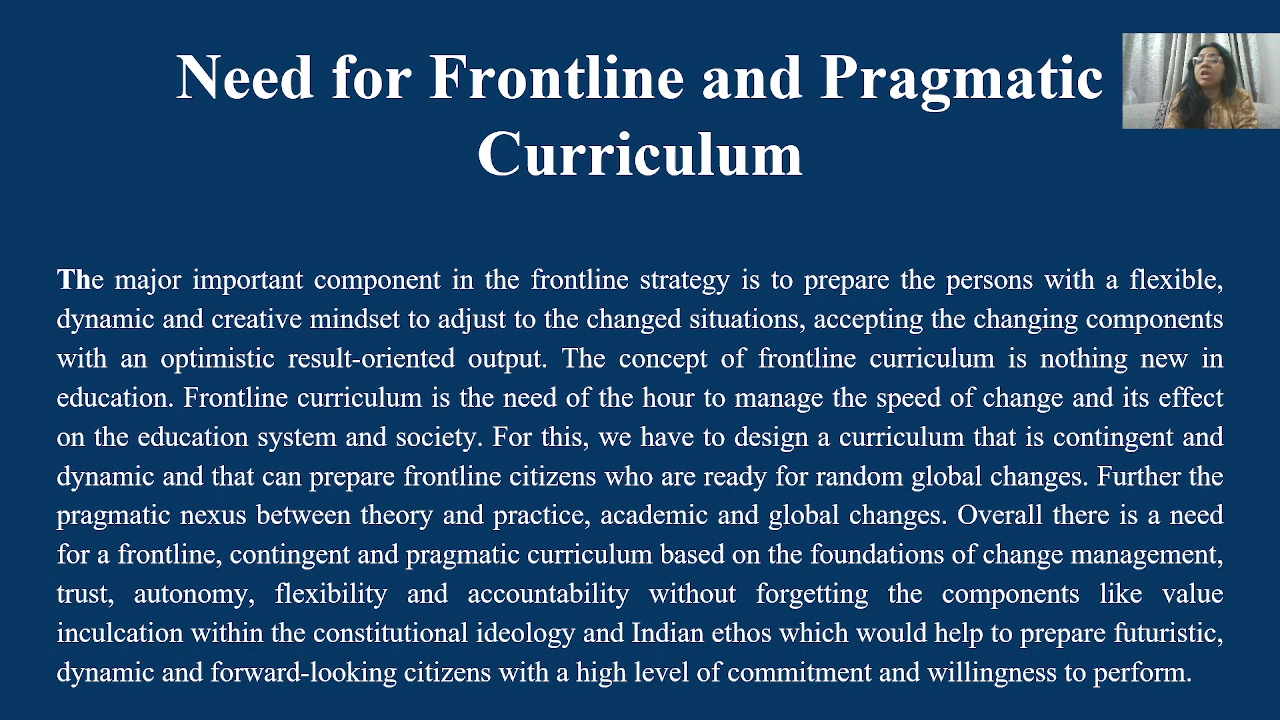 Need for Frontline and Pragmatic
Curriculum
The major important component in the frontline strategy is to prepare the persons with a flexible,
dynamic and creative mindset to adjust to the changed situations, accepting the changing components
with an optimistic result-oriented output. The concept of frontline curriculum is nothing new in
education. Frontline curriculum is the need of the hour to manage the speed of change and its effect
on the education system and society. For this, we have to design a curriculum that is contingent and
dynamic and that can prepare frontline citizens who are ready for random global changes. Further the
pragmatic nexus between theory and practice, academic and global changes. Overall there is a need
for a frontline, contingent and pragmatic curriculum based on the foundations of change management,
trust, autonomy, flexibility and accountability without forgetting the components like value
inculcation within the constitutional ideology and Indian ethos which would help to prepare futuristic,
dynamic and forward-looking citizens with a high level of commitment and willingness to perform.